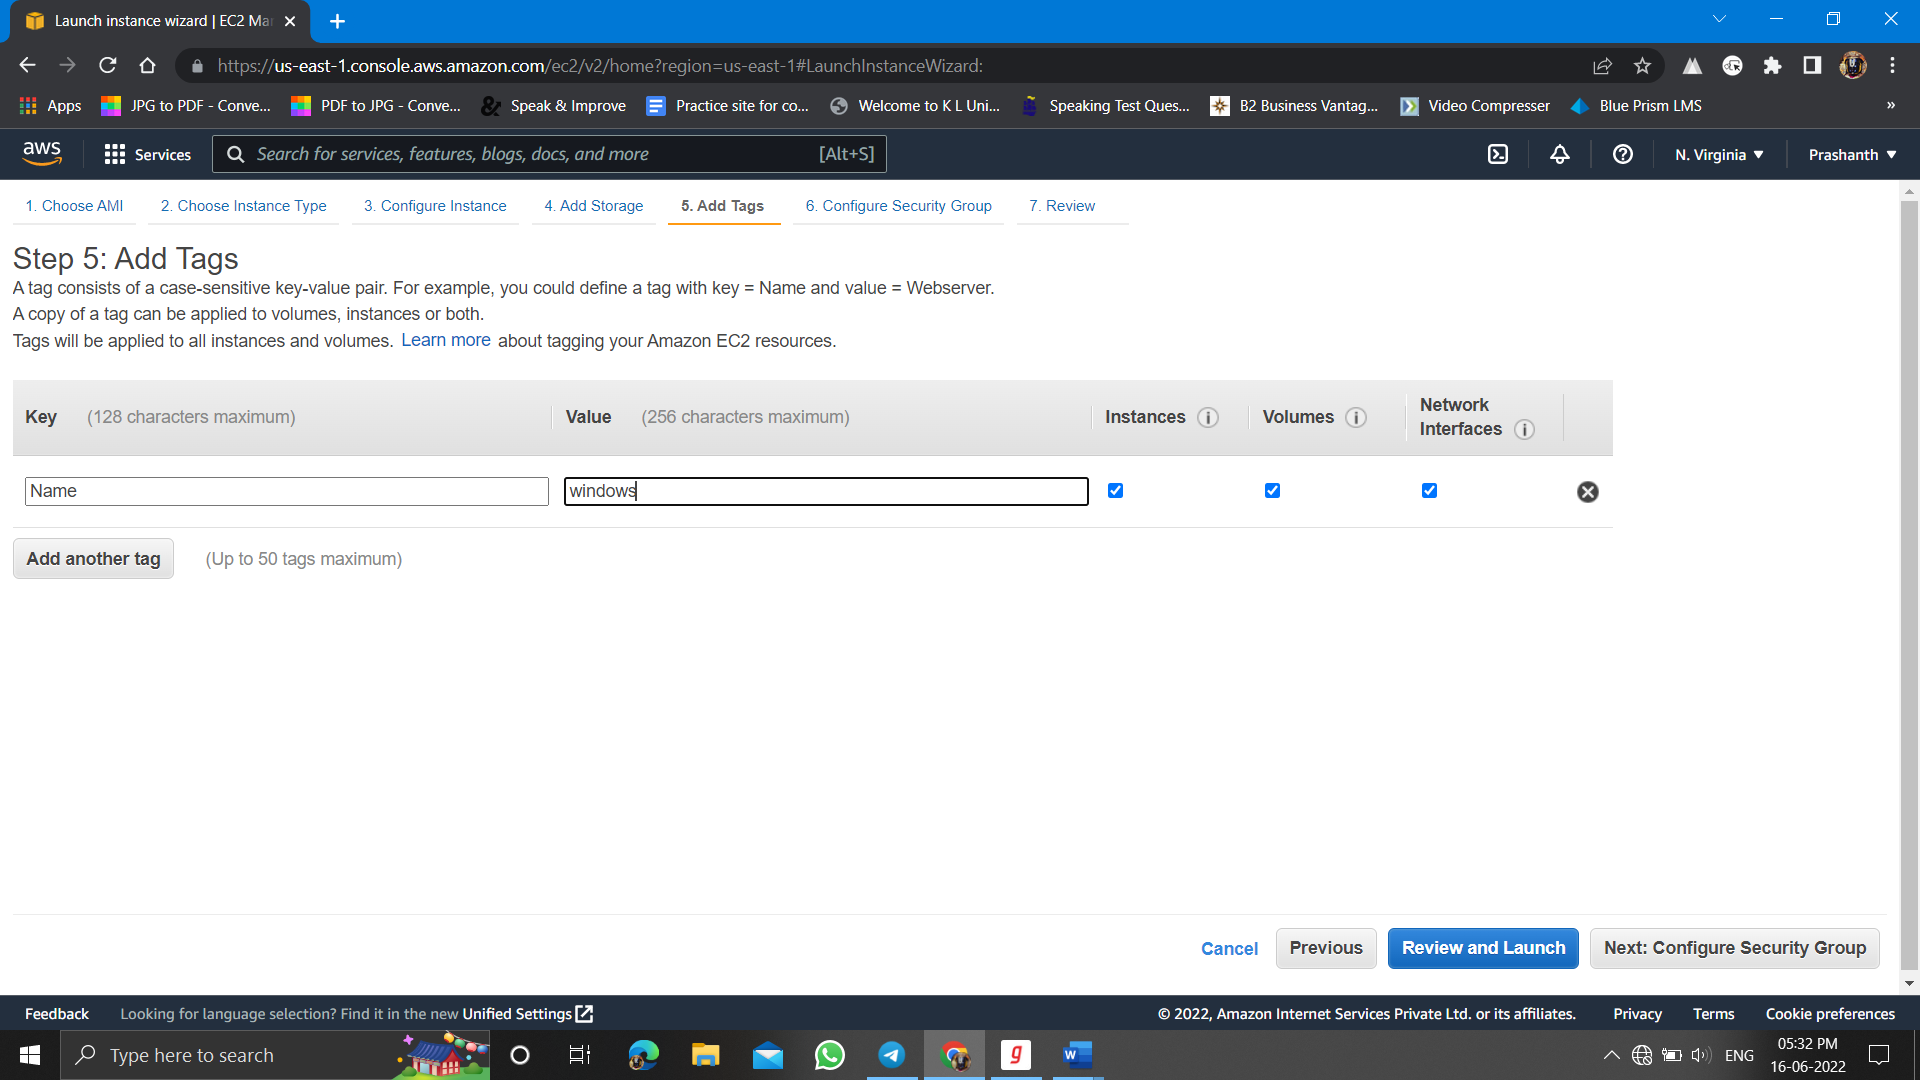 Launch instance wizard | EC2 Ma
https://us-east-1.console.aws.amazon.com/ec2/v2/home?region=us-east-1#LaunchInstanceWizard:
Apps JPG to PDF - Conve... PDF to JPG - Conve... Speak & Improve Practice site for co... Welcome to K L Uni... Speaking Test Ques... B2 Business Vantag... Video Compresser Blue Prism LMS »
aws Services Search for services, features, blogs, docs, and more [Alt+S] N. Virginia Prashanth
1. Choose AMI 2. Choose Instance Type 3. Configure Instance 4. Add Storage 5. Add Tags 6. Configure Security Group 7. Review
Step 5: Add Tags
A tag consists of a case-sensitive key-value pair. For example, you could define a tag with key = Name and value = Webserver.
A copy of a tag can be applied to volumes, instances or both.
Tags will be applied to all instances and volumes. Learn more about tagging your Amazon EC2 resources.
Key (128 characters maximum) Value (256 characters maximum) Instances i Volumes i Network Interfaces i
Name windows
Add another tag (Up to 50 tags maximum)
Cancel Previous Review and Launch Next: Configure Security Group
Feedback Looking for language selection? Find it in the new Unified Settings © 2022, Amazon Internet Services Private Ltd. or its affiliates. Privacy Terms Cookie preferences
Type here to search ENG 05:32 PM
16-06-2022